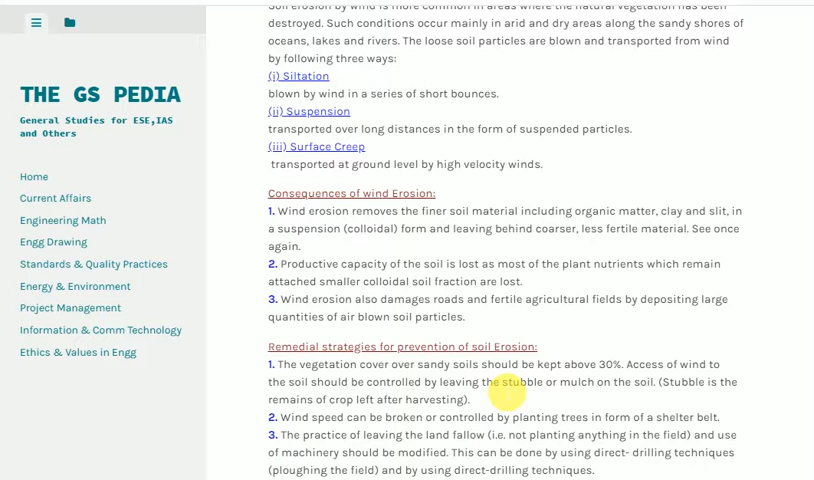 THE GS PEDIA
General Studies for ESE,IAS
and Others
Home
Current Affairs
Engineering Math
Engg Drawing
Standards & Quality Practices
Energy & Environment
Project Management
Information & Comm Technology
Ethics & Values in Engg
Soil erosion by wind is more common in areas where the natural vegetation has been
destroyed. Such conditions occur mainly in arid and dry areas along the sandy shores of
oceans, lakes and rivers. The loose soil particles are blown and transported from wind
by following three ways:
(i) Siltation
blown by wind in a series of short bounces.
(ii) Suspension
transported over long distances in the form of suspended particles.
(iii) Surface Creep
transported at ground level by high velocity winds.
Consequences of wind Erosion:
1. Wind erosion removes the finer soil material including organic matter, clay and slit, in
a suspension (colloidal) form and leaving behind coarser, less fertile material. See once
again.
2. Productive capacity of the soil is lost as most of the plant nutrients which remain
attached smaller colloidal soil fraction are lost.
3. Wind erosion also damages roads and fertile agricultural fields by depositing large
quantities of air blown soil particles.
Remedial strategies for prevention of soil Erosion:
1. The vegetation cover over sandy soils should be kept above 30%. Access of wind to
the soil should be controlled by leaving the stubble or mulch on the soil. (Stubble is the
remains of crop left after harvesting).
2. Wind speed can be broken or controlled by planting trees in form of a shelter belt.
3. The practice of leaving the land fallow (i.e. not planting anything in the field) and use
of machinery should be modified. This can be done by using direct- drilling techniques
(ploughing the field) and by using direct-drilling techniques.